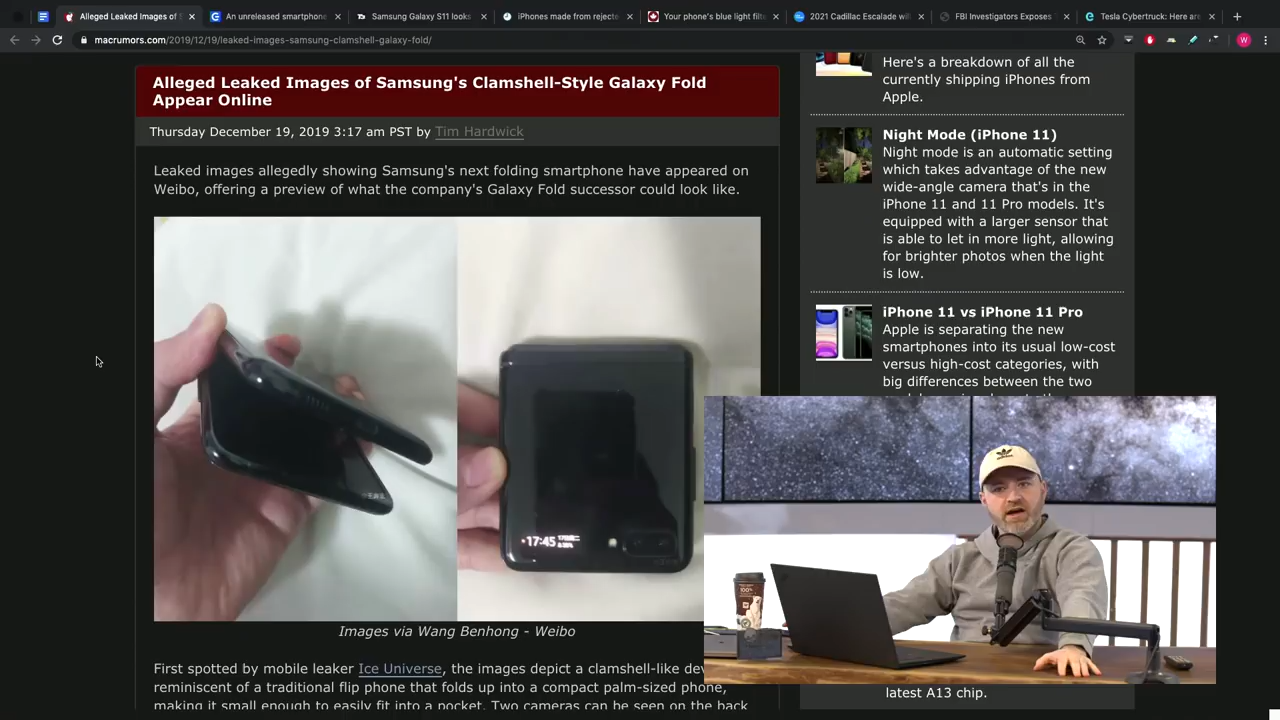 Alleged Leaked Images of S
An unreleased smartphone
Samsung Galaxy S11 looks
iPhones made from rejecte
Your phone's blue light filte
2021 Cadillac Escalade wil
FBI Investigators Exposes
Tesla Cybertruck: Here are
macrumors.com/2019/12/19/leaked-images-samsung-clamshell-galaxy-fold/
W
Alleged Leaked Images of Samsung's Clamshell-Style Galaxy Fold
Appear Online
Thursday December 19, 2019 3:17 am PST by Tim Hardwick
Leaked images allegedly showing Samsung's next folding smartphone have appeared on
Weibo, offering a preview of what the company's Galaxy Fold successor could look like.
17:45
Images via Wang Benhong - Weibo
First spotted by mobile leaker Ice Universe, the images depict a clamshell-like dev
reminiscent of a traditional flip phone that folds up into a compact palm-sized phone,
making it small enough to easily fit into a pocket. Two cameras can be seen on the back
Here's a breakdown of all the
currently shipping iPhones from
Apple.
Night Mode (iPhone 11)
Night mode is an automatic setting
which takes advantage of the new
wide-angle camera that's in the
iPhone 11 and 11 Pro models. It's
equipped with a larger sensor that
is able to let in more light, allowing
for brighter photos when the light
is low.
iPhone 11 vs iPhone 11 Pro
Apple is separating the new
smartphones into its usual low-cost
versus high-cost categories, with
big differences between the two
latest A13 chip.